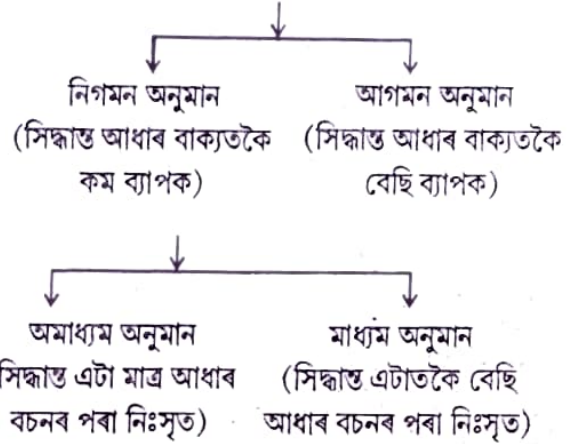 নিগমন অনুমান আগমন অনুমান
(সিদ্ধান্ত আধাৰ বাক্যতকৈ (সিদ্ধান্ত আধাৰ বাক্যতকৈ
কম ব্যাপক) বেছি ব্যাপক)
অমাধ্যম অনুমান মাধ্যম অনুমান
সিদ্ধান্ত এটা মাত্ৰ আধাৰ (সিদ্ধান্ত এটাতকৈ বেছি
বচনৰ পৰা নিঃসৃত) আধাৰ বচনৰ পৰা নিঃসৃত)